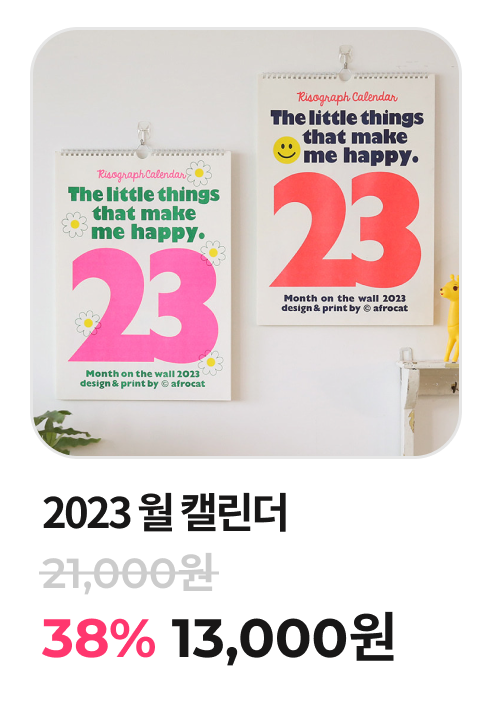 Risograph Calendar
The little things
that make
me happy.
23
Month on the wall 2023
design & print by © afrocat
Risograph Calendar
The little things
that make
me happy.
23
Month on the wall 2023
design & print by © afrocat
2023 월 캘린더
21,000원
38% 13,000원